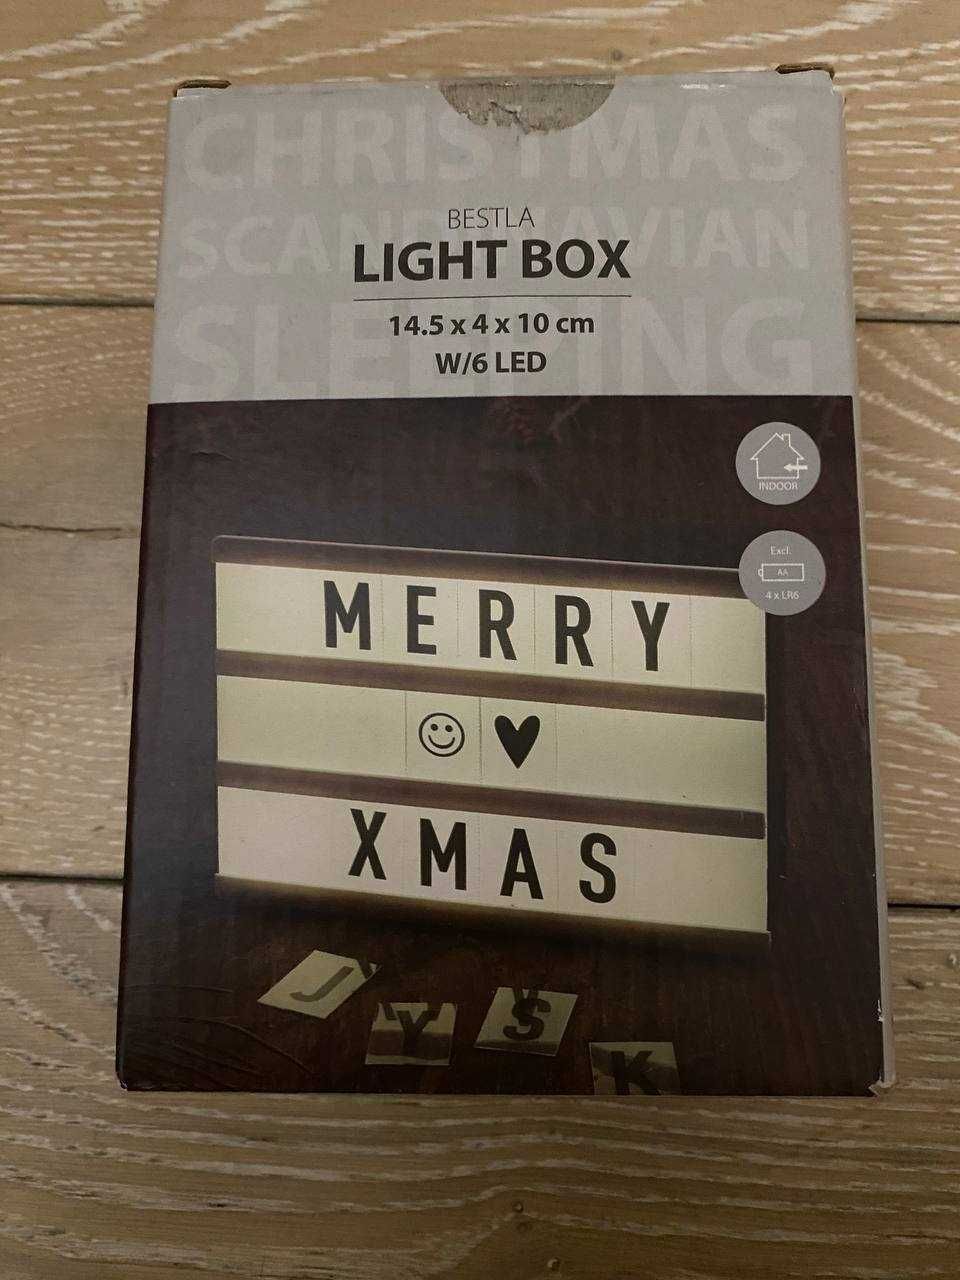 CHRISTMAS
SCANDINAVIAN
SLEEPING
BESTLA
LIGHT BOX
14.5 x 4 x 10 cm
W/6 LED
INDOOR
Excl.
AA
4 x LR6
MERRY
☺♥
XMAS
J Y S K